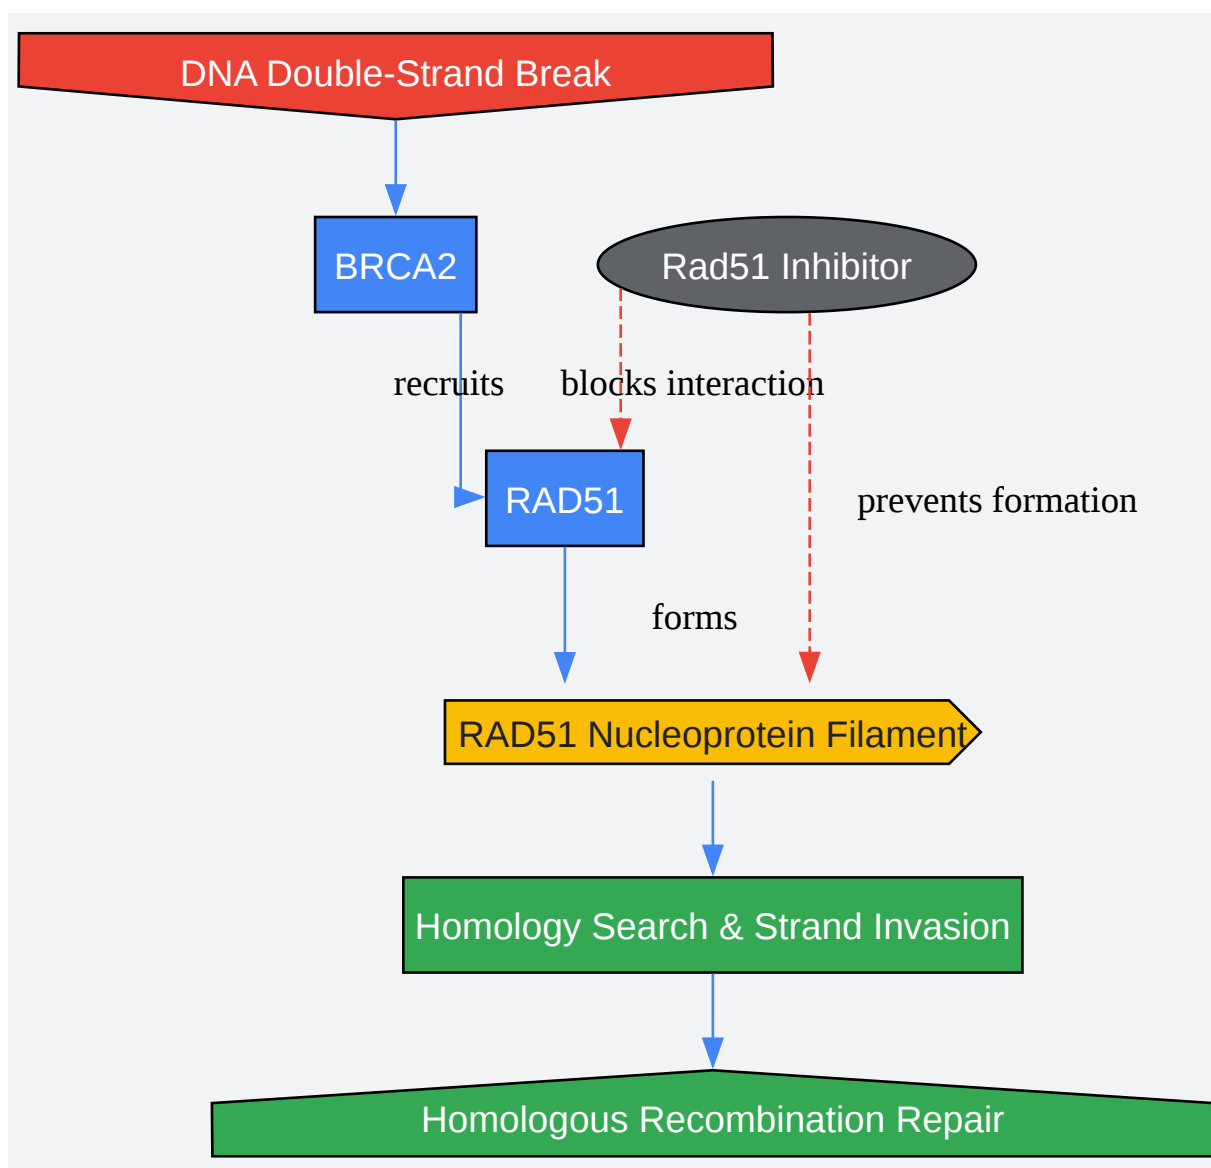 DNA Double-Strand Break
BRCA2
Rad51 Inhibitor
recruits
blocks interaction
RAD51
prevents formation
forms
RAD51 Nucleoprotein Filament
Homology Search & Strand Invasion
Homologous Recombination Repair